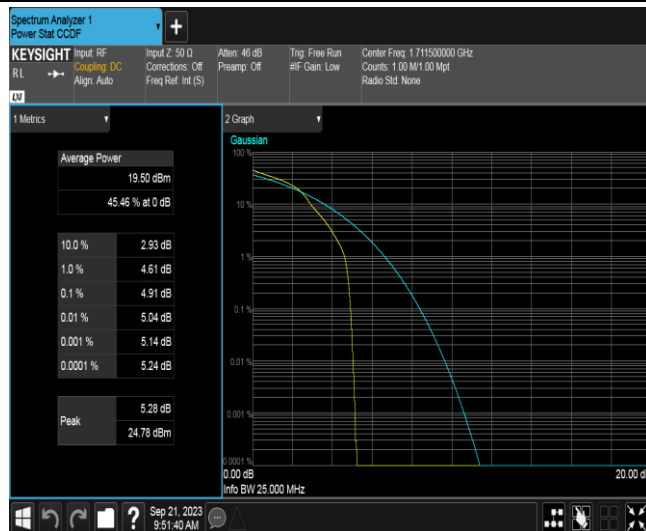 Spectrum Analyzer 1
Power Stat CCDF
+
KEYSIGHT
RL
LXI
Input: RF
Coupling: DC
Align: Auto
Input Z: 50 Ω
Corrections: Off
Freq Ref: Int (S)
Atten: 46 dB
Preamp: Off
Trig: Free Run
#IF Gain: Low
Center Freq: 1.711500000 GHz
Counts: 1.00 M/1.00 Mpt
Radio Std: None
1 Metrics
Average Power
19.50 dBm
45.46 % at 0 dB
10.0 % 2.93 dB
1.0 % 4.61 dB
0.1 % 4.91 dB
0.01 % 5.04 dB
0.001 % 5.14 dB
0.0001 % 5.24 dB
Peak
5.28 dB
24.78 dBm
2 Graph
Gaussian
100 %
10 %
1 %
0.1 %
0.01 %
0.001 %
0.0001 %
0.00 dB
20.00 d
Info BW 25.000 MHz
?
Sep 21, 2023
9:51:40 AM